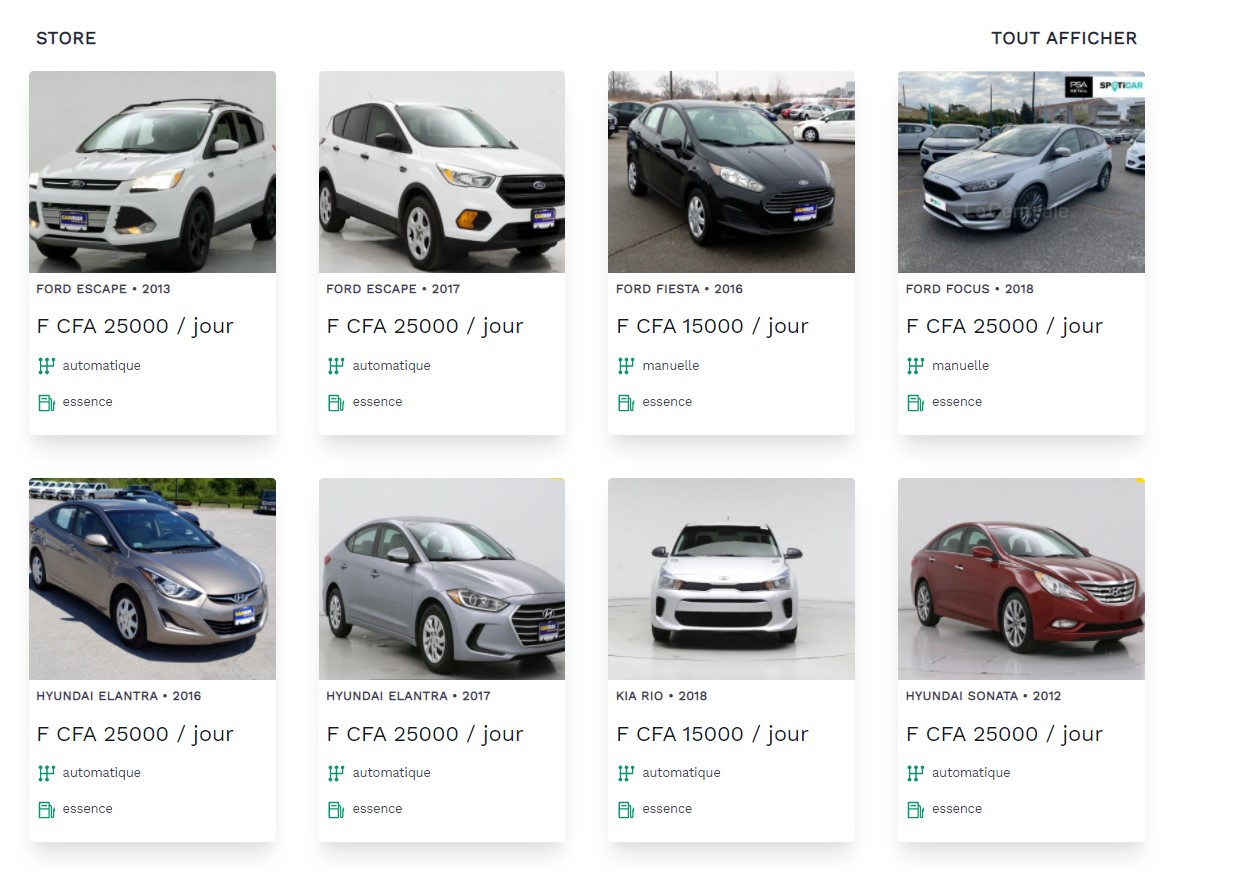 STORE
TOUT AFFICHER
PSA
RETAIL
SPOTiCAR
FORD ESCAPE • 2013
FORD ESCAPE • 2017
FORD FIESTA • 2016
FORD FOCUS • 2018
F CFA 25000 / jour
F CFA 25000 / jour
F CFA 15000 / jour
F CFA 25000 / jour
automatique
automatique
manuelle
manuelle
essence
essence
essence
essence
HYUNDAI ELANTRA • 2016
HYUNDAI ELANTRA • 2017
KIA RIO • 2018
HYUNDAI SONATA • 2012
F CFA 25000 / jour
F CFA 25000 / jour
F CFA 15000 / jour
F CFA 25000 / jour
automatique
automatique
automatique
automatique
essence
essence
essence
essence